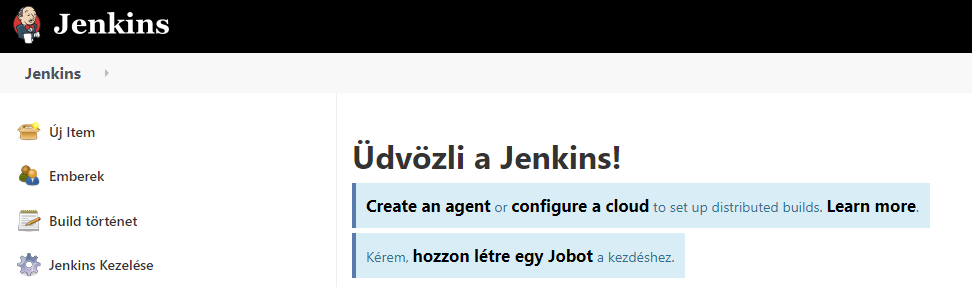 Jenkins
Jenkins
Új Item
Emberek
Build történet
Jenkins Kezelése
Üdvözli a Jenkins!
Create an agent or configure a cloud to set up distributed builds. Learn more.
Kérem, hozzon létre egy Jobot a kezdéshez.